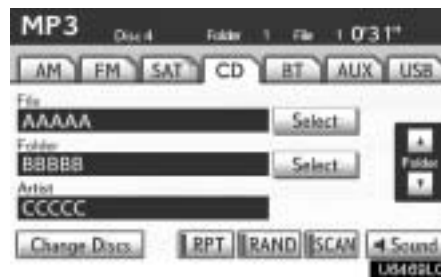 MP3 Disc 4 Folder 1 File 1 0'31"
AM FM SAT CD BT AUX USB
File
AAAAA Select
Folder
BBBBB Select
Folder
Artist
CCCCC
Change Discs RPT RAND SCAN Sound
U6469LC